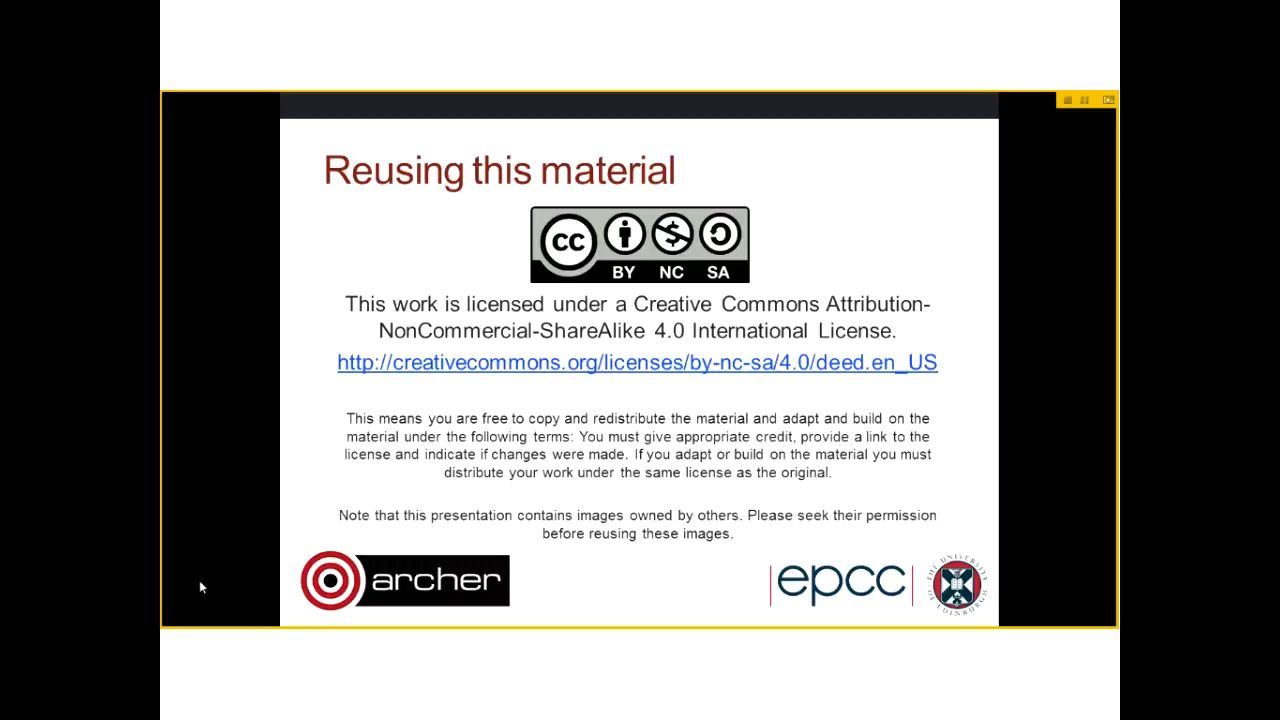 Reusing this material
cc
BY NC SA
This work is licensed under a Creative Commons Attribution-
NonCommercial-ShareAlike 4.0 International License.
http://creativecommons.org/licenses/by-nc-sa/4.0/deed.en_US
This means you are free to copy and redistribute the material and adapt and build on the
material under the following terms: You must give appropriate credit, provide a link to the
license and indicate if changes were made. If you adapt or build on the material you must
distribute your work under the same license as the original.
Note that this presentation contains images owned by others. Please seek their permission
before reusing these images.
archer
epcc
THE UNIVERSITY OF EDINBURGH